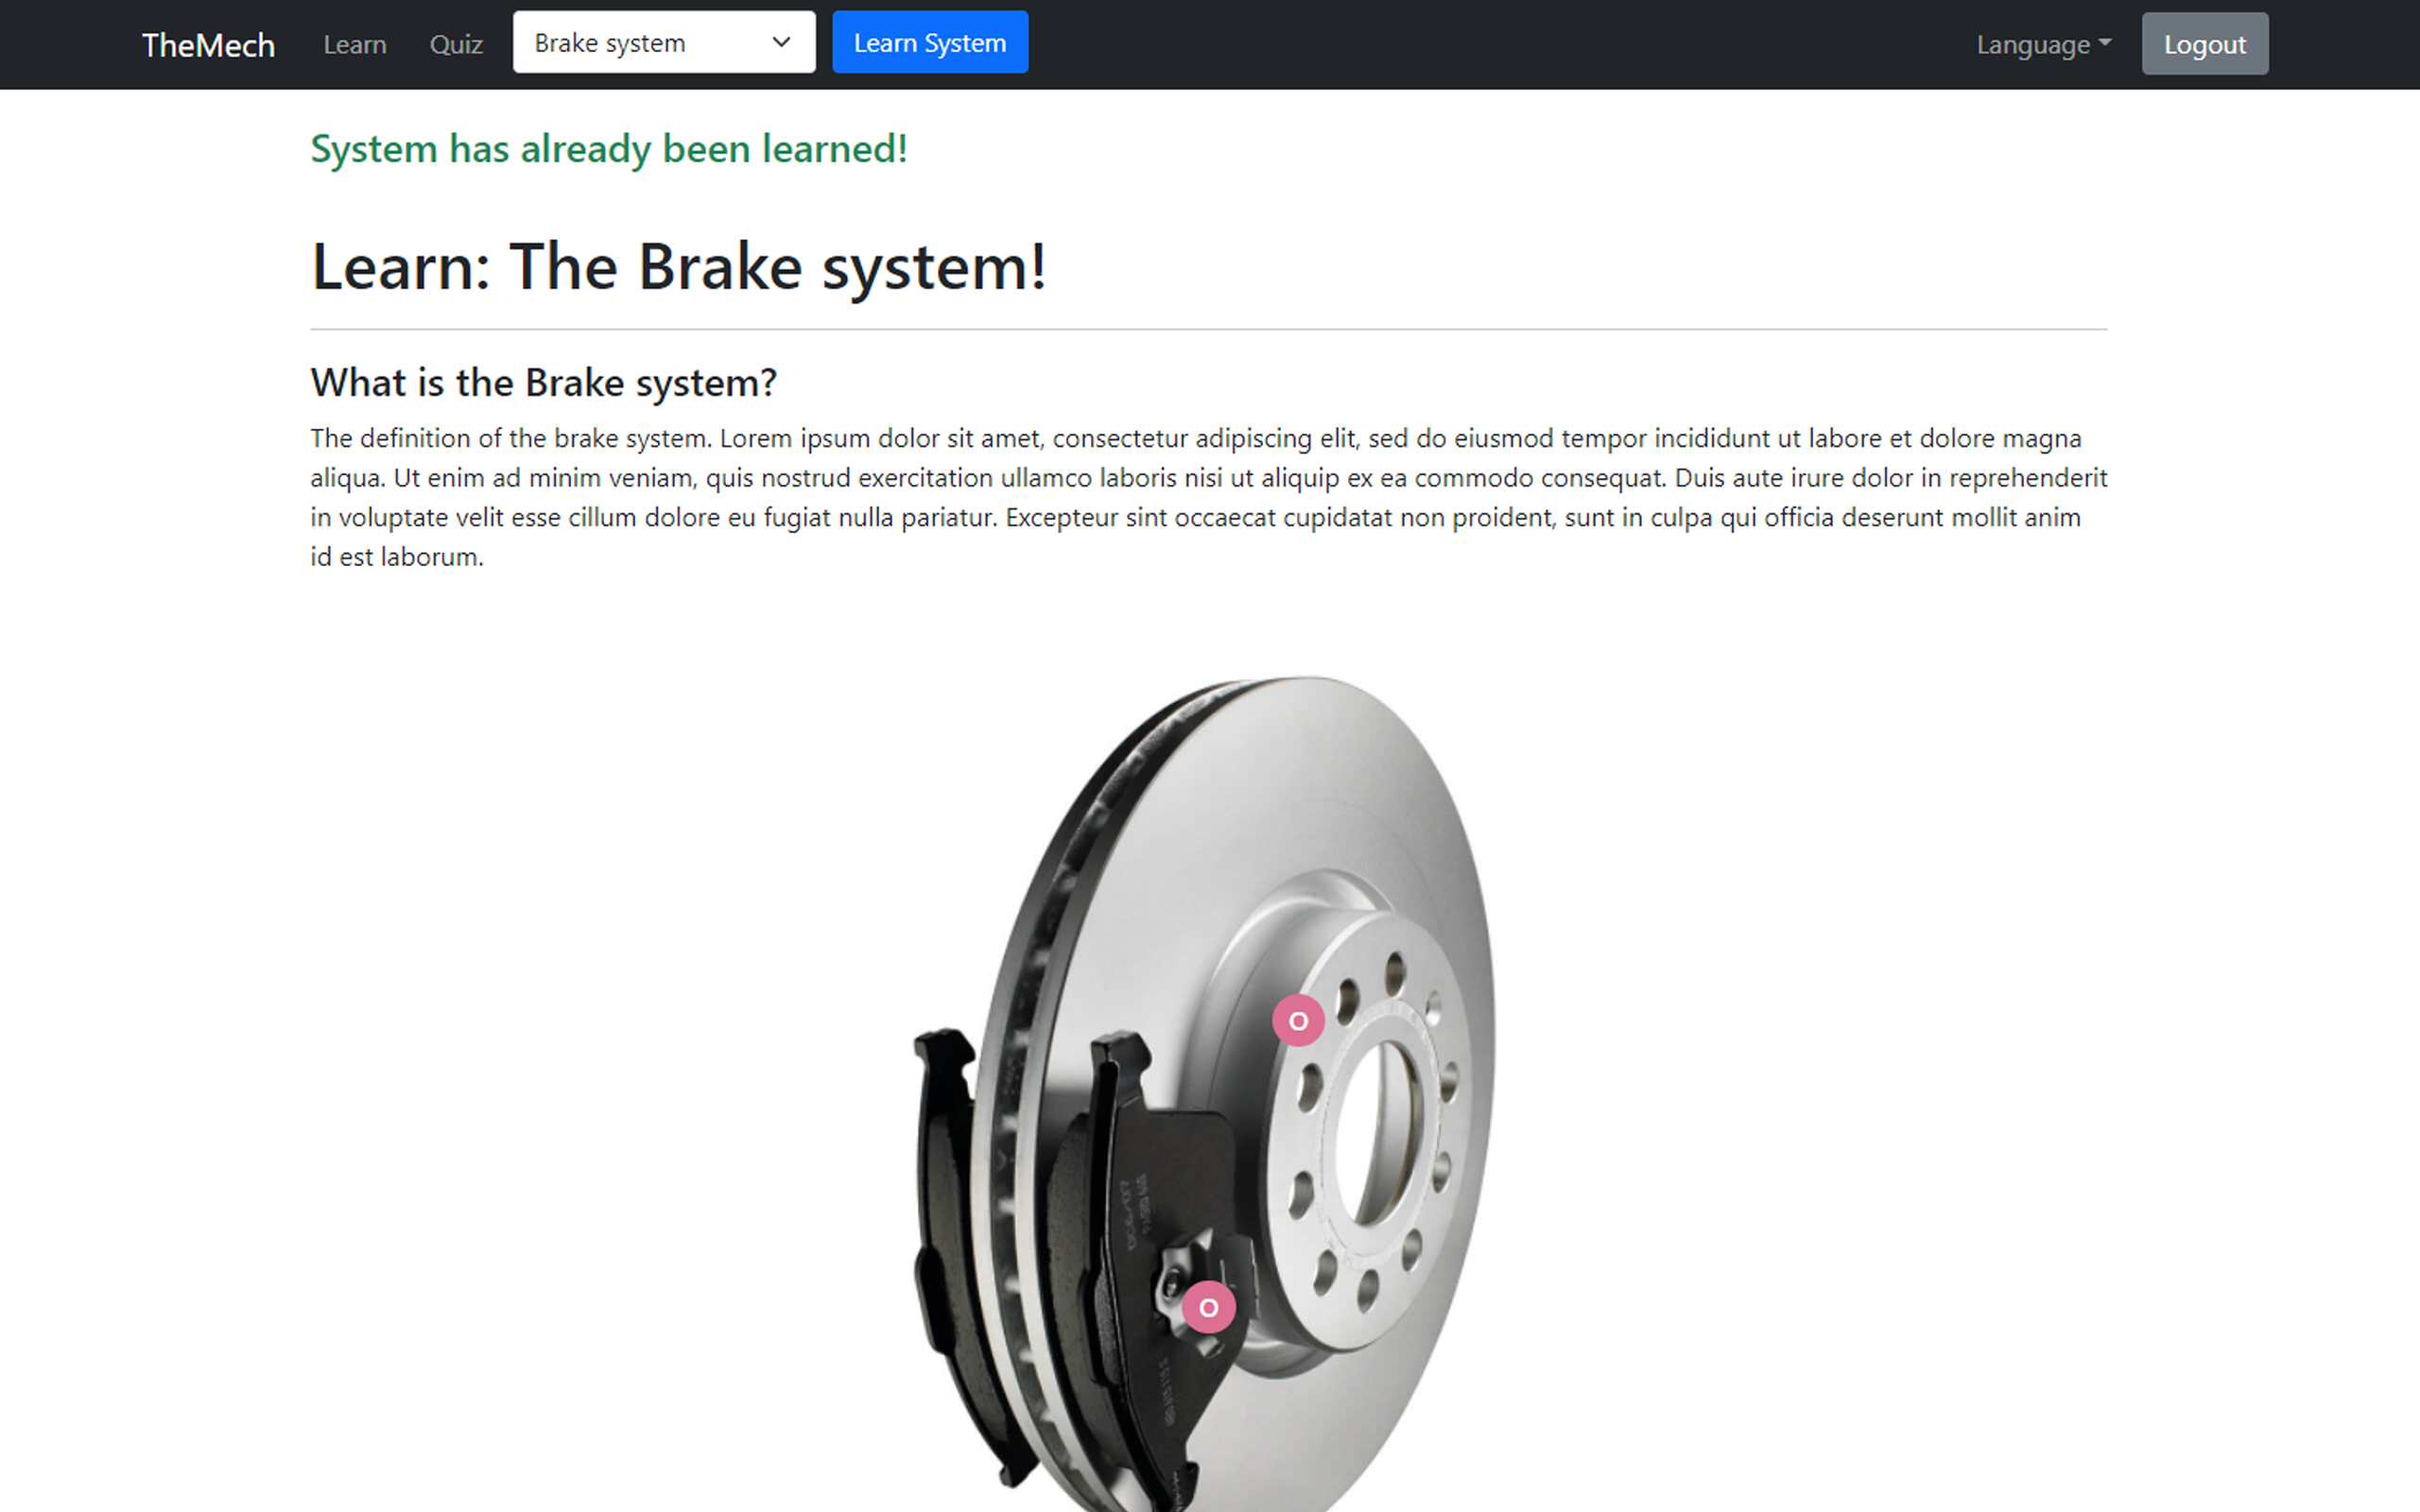 TheMech Learn Quiz Brake system Learn System Language Logout
System has already been learned!
Learn: The Brake system!
What is the Brake system?
The definition of the brake system. Lorem ipsum dolor sit amet, consectetur adipiscing elit, sed do eiusmod tempor incididunt ut labore et dolore magna
aliqua. Ut enim ad minim veniam, quis nostrud exercitation ullamco laboris nisi ut aliquip ex ea commodo consequat. Duis aute irure dolor in reprehenderit
in voluptate velit esse cillum dolore eu fugiat nulla pariatur. Excepteur sint occaecat cupidatat non proident, sunt in culpa qui officia deserunt mollit anim
id est laborum.